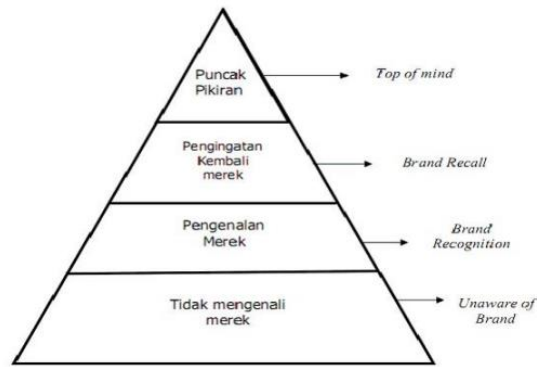 Puncak
Pikiran
Top of mind
Pengingatan
Kembali
merek
Brand Recall
Pengenalan
Merek
Brand
Recognition
Tidak mengenali
merek
Unaware of
Brand